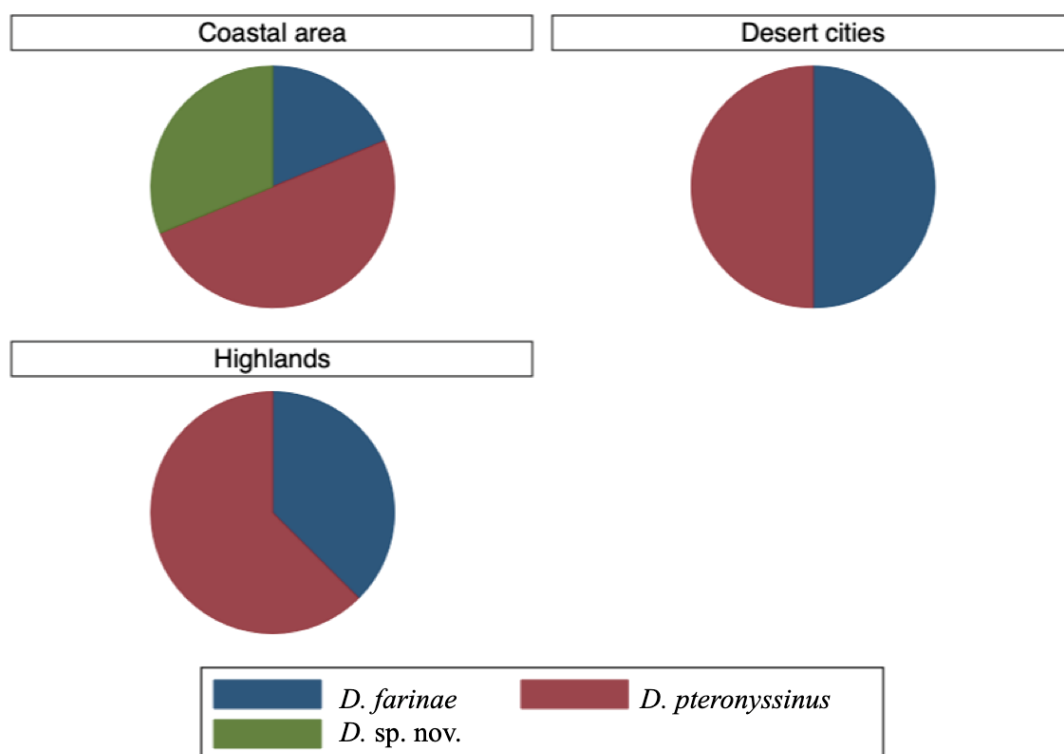 Coastal area
Desert cities
Highlands
D. farinae
D. pteronyssinus
D. sp. nov.